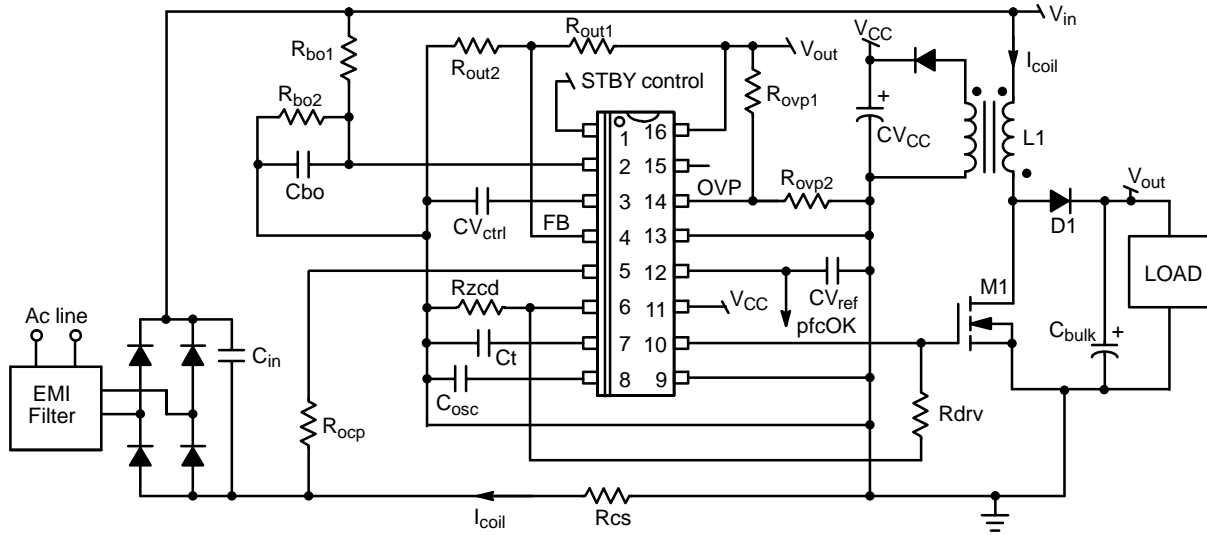 Vin
Rbo1
Rout1
Rout2
Vout
VCC
Icoil
STBY control
Rovp1
Rbo2
CVCC
L1
Cbo
OVP
Rovp2
Vout
CVctrl
FB
D1
1
2
3
4
5
6
7
8
16
15
14
13
12
11
10
9
LOAD
Rzcd
VCC
CVref
pfcOK
M1
Ac line
Cin
Ct
Cbulk
EMI
Filter
Cosc
Rocp
Rdrv
Icoil
Rcs
+
+